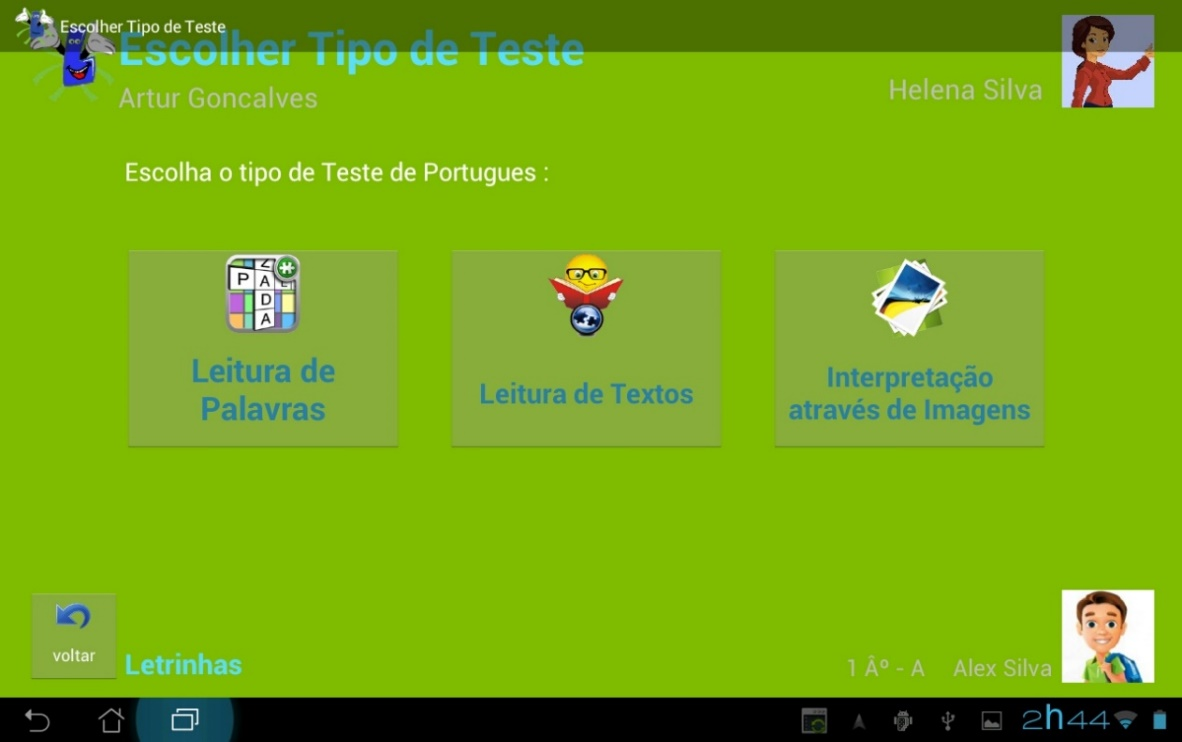 Escolher Tipo de Teste
Escolher Tipo de Teste
Artur Goncalves
Helena Silva
Escolha o tipo de Teste de Portugues :
P A
D
A
Leitura de
Palavras
Leitura de Textos
Interpretação
através de Imagens
voltar
Letrinhas
1 Âº - A Alex Silva
2h44